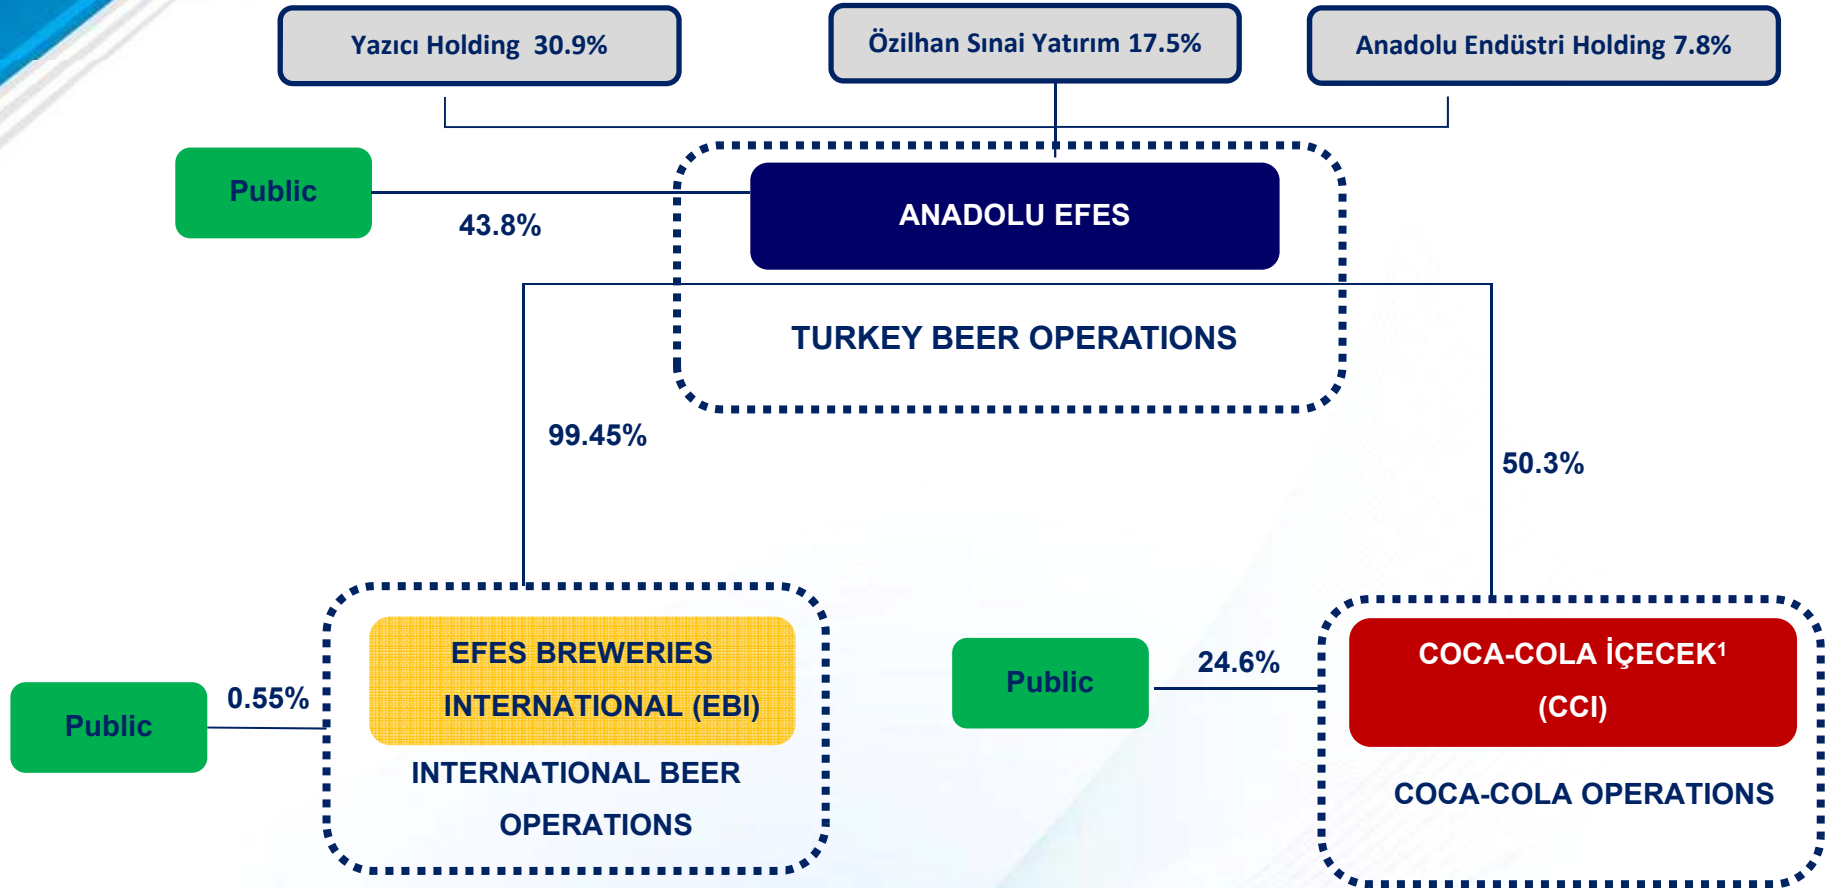 Yazıcı Holding 30.9%
Özilhan Sınai Yatırım 17.5%
Anadolu Endüstri Holding 7.8%
Public
43.8%
ANADOLU EFES
TURKEY BEER OPERATIONS
99.45%
50.3%
Public
0.55%
EFES BREWERIES
INTERNATIONAL (EBI)
INTERNATIONAL BEER
OPERATIONS
Public
24.6%
COCA-COLA İÇECEK¹
(CCI)
COCA-COLA OPERATIONS